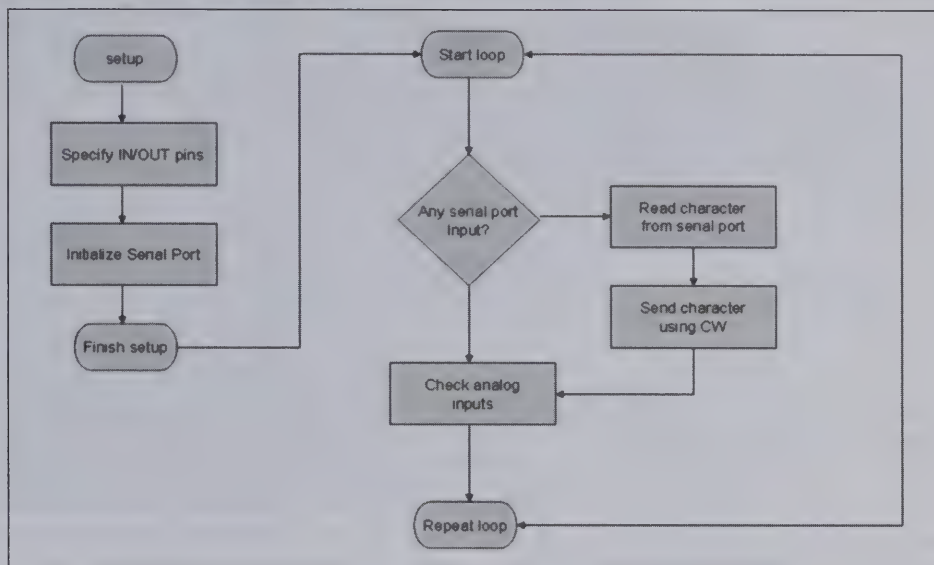 setup
Specify IN/OUT pins
Initialize Serial Port
Finish setup
Start loop
Any serial port
Input?
Read character
from serial port
Send character
using CW
Check analog
inputs
Repeat loop